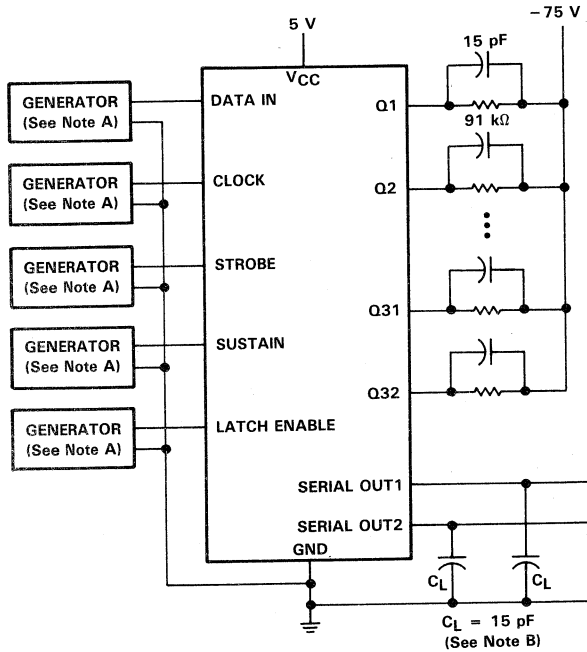 5 V
−75 V
15 pF
VCC
GENERATOR
(See Note A)
DATA IN
Q1
91 kΩ
GENERATOR
(See Note A)
CLOCK
Q2
GENERATOR
(See Note A)
STROBE
Q31
GENERATOR
(See Note A)
SUSTAIN
Q32
GENERATOR
(See Note A)
LATCH ENABLE
SERIAL OUT1
SERIAL OUT2
GND
CL
CL
CL = 15 pF
(See Note B)